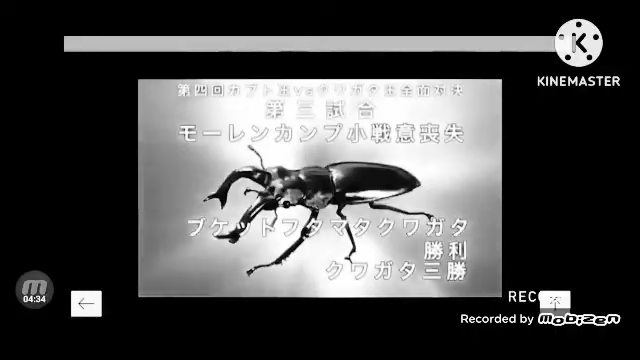 KINEMASTER
第四回カブト王VSクワガタ王全面対決
第三試合
モーレンカンプ小戦意喪失
ブケットフタマタクワガタ
勝利
クワガタ三勝
04:34
Recorded by MOBIZEN